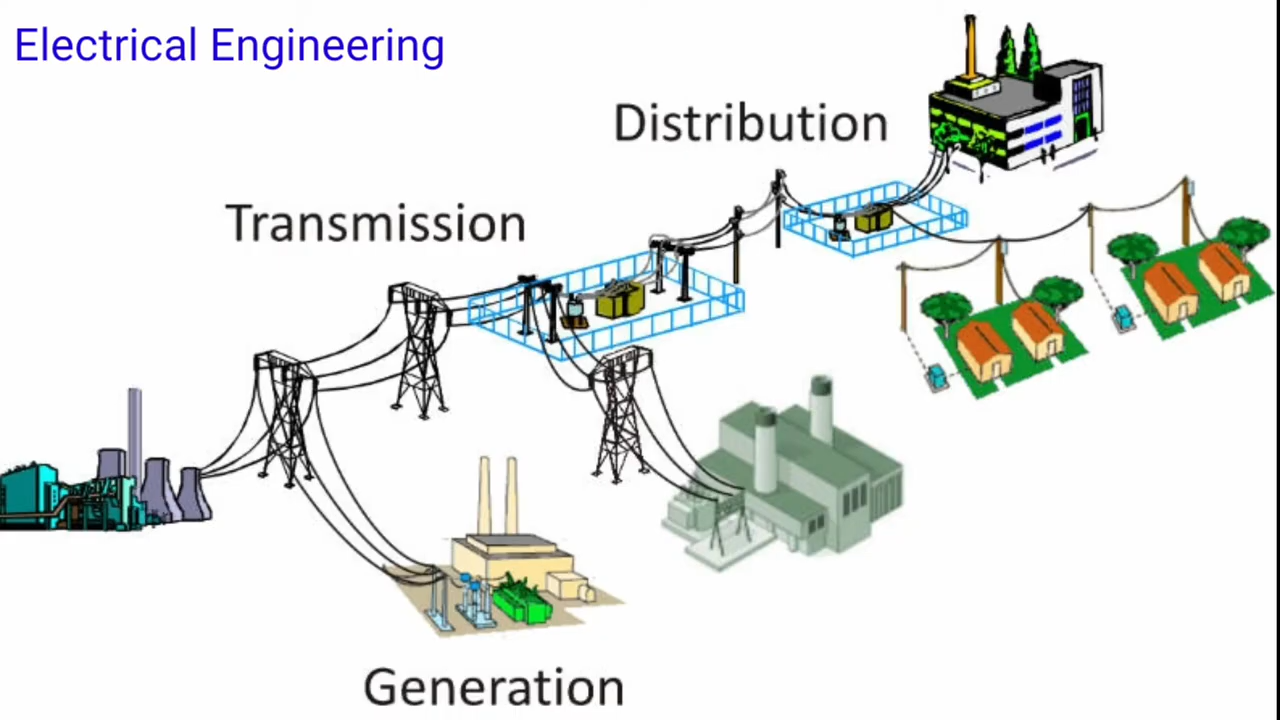 Electrical Engineering
Distribution
Transmission
Generation